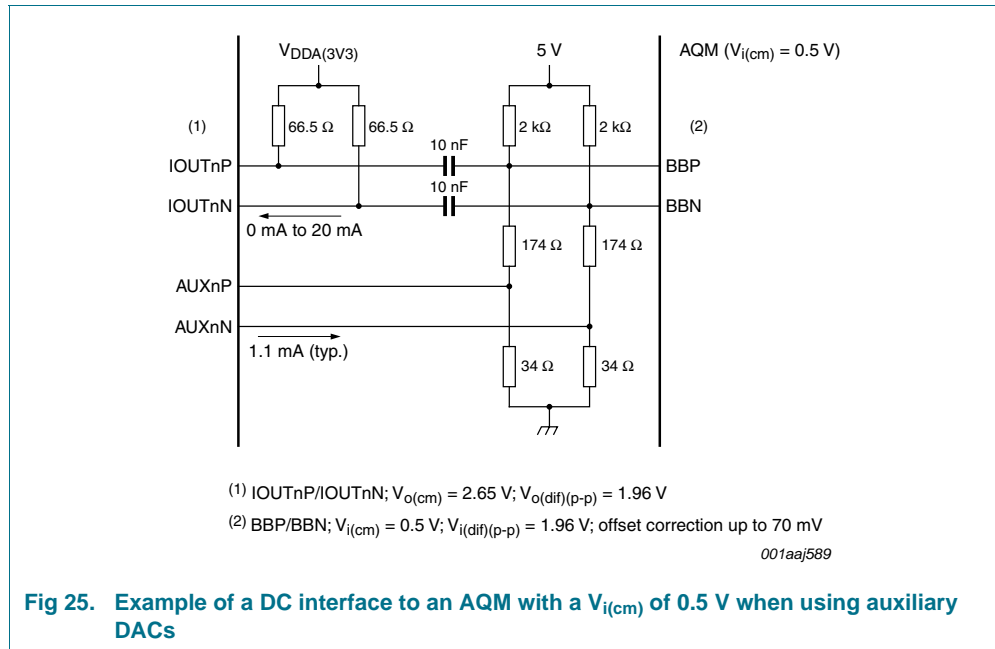 VDDA(3V3) 5 V AQM (Vi(cm) = 0.5 V)
(1) 66.5 Ω 66.5 Ω 2 kΩ 2 kΩ (2)
10 nF
IOUTnP BBP
10 nF
IOUTnN BBN
0 mA to 20 mA
174 Ω 174 Ω
AUXnP
AUXnN
1.1 mA (typ.)
34 Ω 34 Ω
(1) IOUTnP/IOUTnN; Vo(cm) = 2.65 V; Vo(dif)(p-p) = 1.96 V
(2) BBP/BBN; Vi(cm) = 0.5 V; Vi(dif)(p-p) = 1.96 V; offset correction up to 70 mV
001aaj589
Fig 25. Example of a DC interface to an AQM with a Vi(cm) of 0.5 V when using auxiliary
DACs